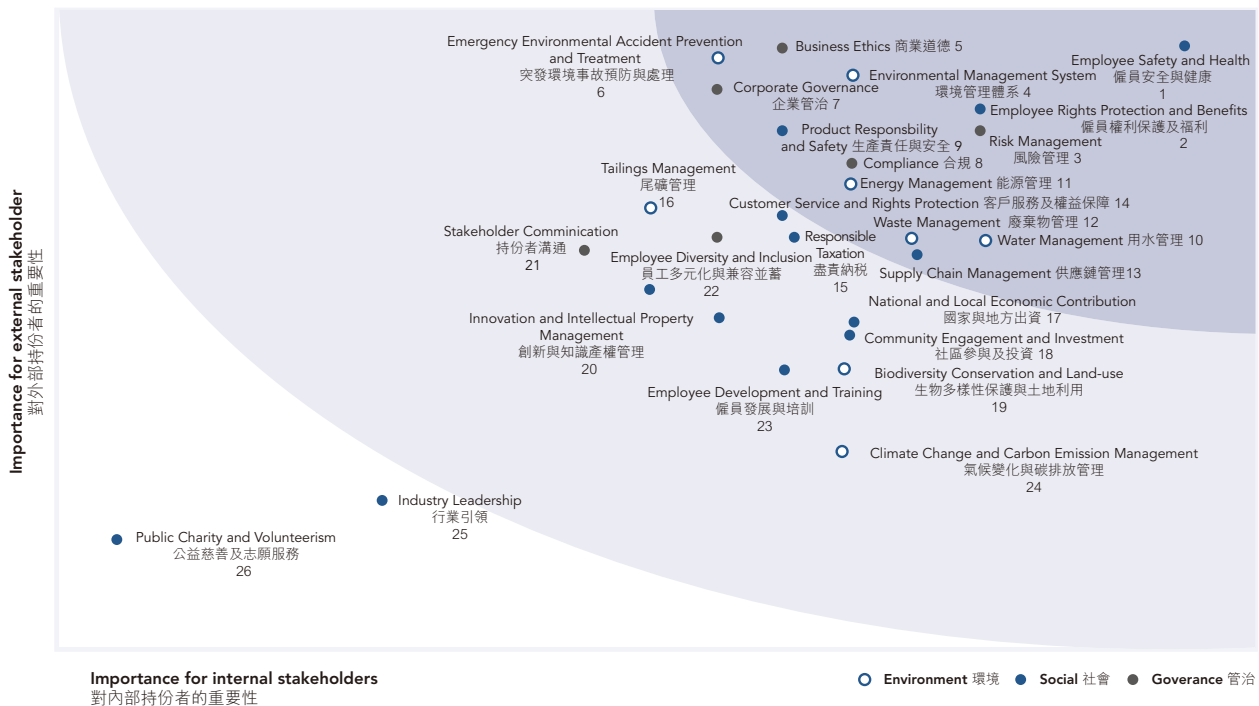 Emergency Environmental Accident Prevention
and Treatment
突發環境事故預防與處理
6
Business Ethics 商業道德 5
Employee Safety and Health
僱員安全與健康
1
Environmental Management System
環境管理體系 4
Corporate Governance
企業管治 7
Employee Rights Protection and Benefits
僱員權利保護及福利
2
Product Responsbility
and Safety 生產責任與安全 9
Risk Management
風險管理 3
Compliance 合規 8
Tailings Management
尾礦管理
16
Energy Management 能源管理 11
Customer Service and Rights Protection 客戶服務及權益保障 14
Waste Management 廢棄物管理 12
Stakeholder Comminication
持份者溝通
21
Responsible
Taxation
盡責納税
15
Water Management 用水管理 10
Employee Diversity and Inclusion
員工多元化與兼容並蓄
22
Supply Chain Management 供應鏈管理13
National and Local Economic Contribution
國家與地方出資 17
Innovation and Intellectual Property
Management
創新與知識產權管理
20
Community Engagement and Investment
社區參與及投資 18
Biodiversity Conservation and Land-use
生物多樣性保護與土地利用
19
Employee Development and Training
僱員發展與培訓
23
Climate Change and Carbon Emission Management
氣候變化與碳排放管理
24
Industry Leadership
行業引領
25
Public Charity and Volunteerism
公益慈善及志願服務
26
Importance for external stakeholder
對外部持份者的重要性
Importance for internal stakeholders
對內部持份者的重要性
Environment 環境
Social 社會
Goverance 管治